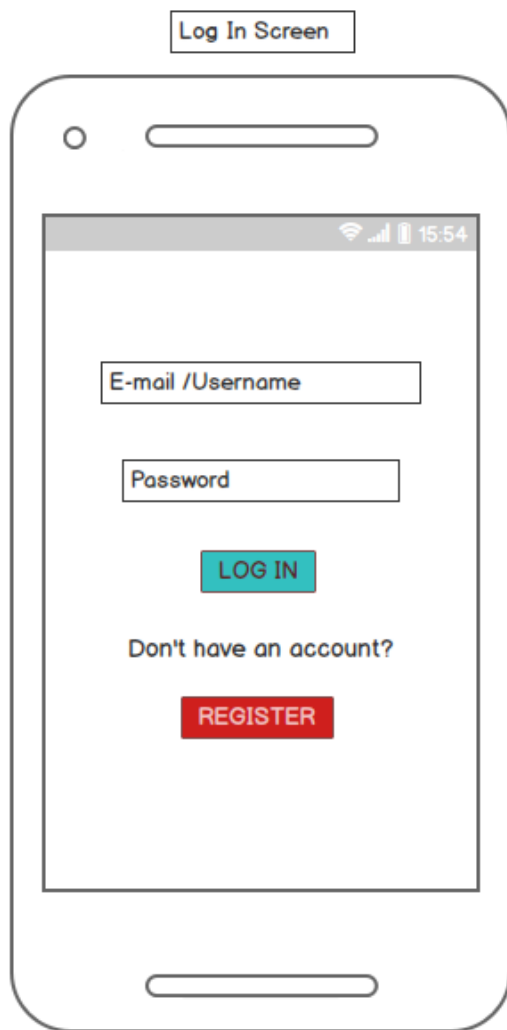 Log In Screen
15:54
E-mail /Username
Password
LOG IN
Don't have an account?
REGISTER